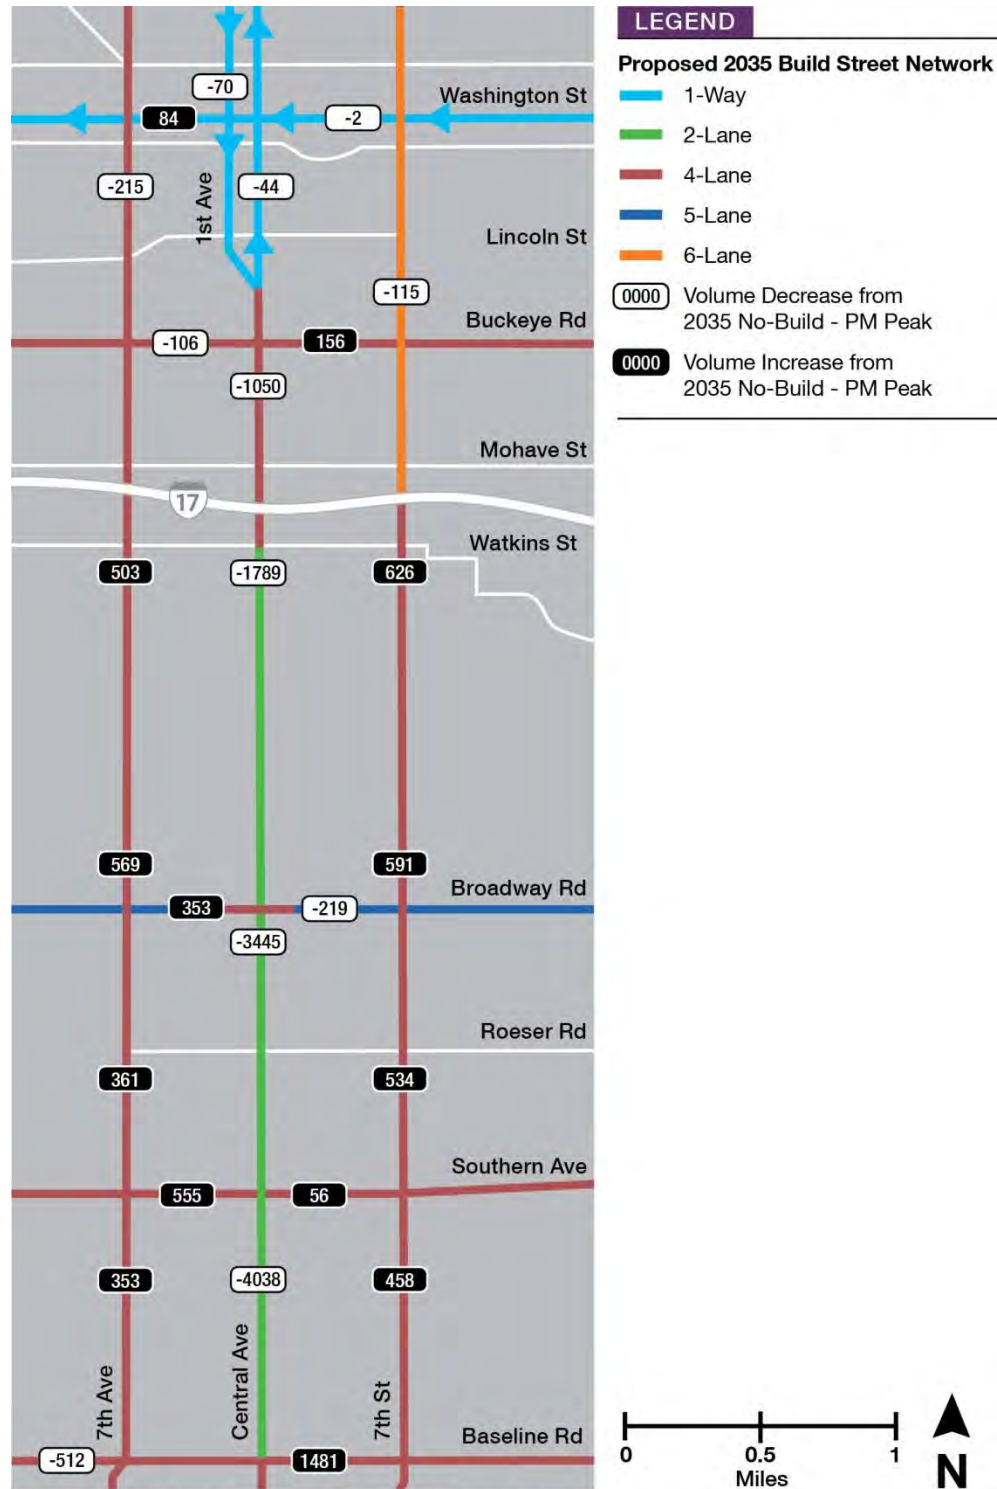 LEGEND
Proposed 2035 Build Street Network
1-Way
2-Lane
4-Lane
5-Lane
6-Lane
0000 Volume Decrease from
2035 No-Build - PM Peak
0000 Volume Increase from
2035 No-Build - PM Peak
-70
Washington St
84
-2
-215
1st Ave
-44
Lincoln St
-115
Buckeye Rd
-106
156
-1050
Mohave St
17
Watkins St
503
-1789
626
569
591
Broadway Rd
353
-219
-3445
Roeser Rd
361
534
Southern Ave
555
56
353
-4038
458
7th Ave
Central Ave
7th St
Baseline Rd
-512
1481
0
0.5
1
Miles
N